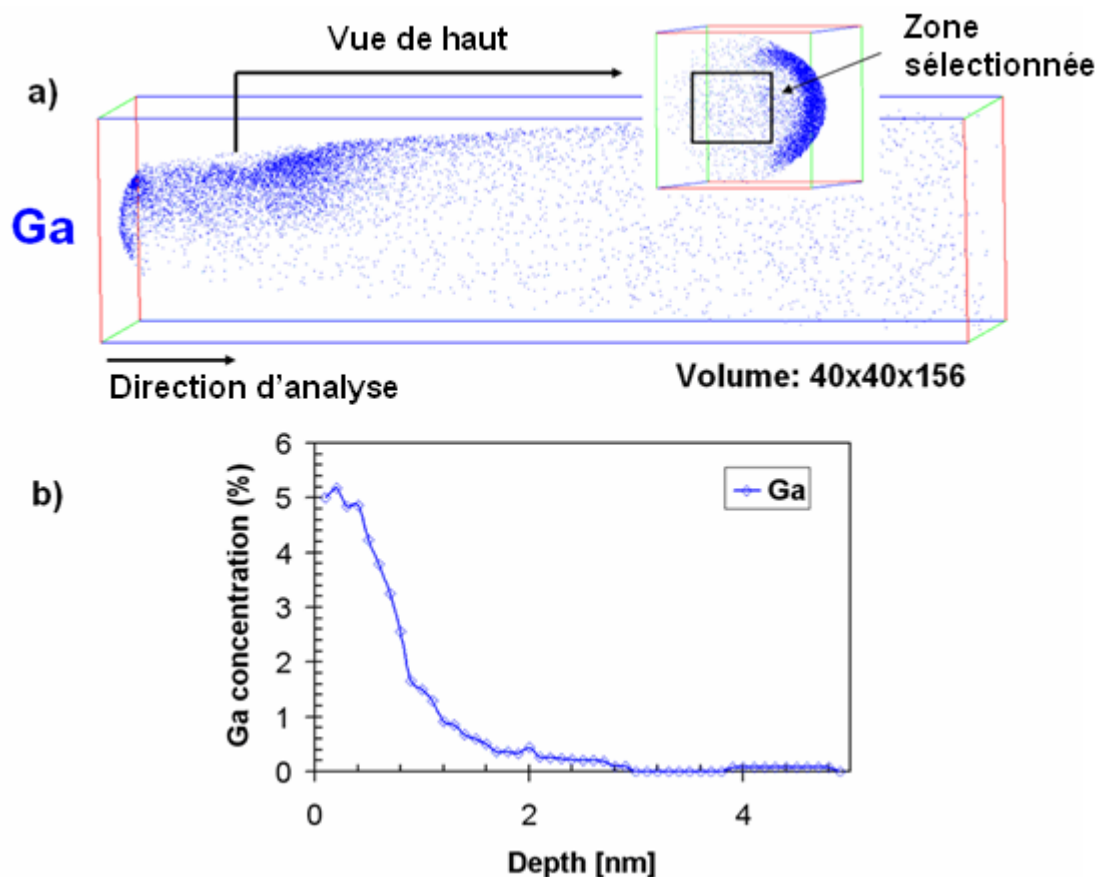 Vue de haut
Zone
sélectionnée
a)
Ga
Direction d'analyse
Volume: 40x40x156
b)
Ga concentration (%)
6
5
4
3
2
1
0
Ga
0 2 4
Depth [nm]